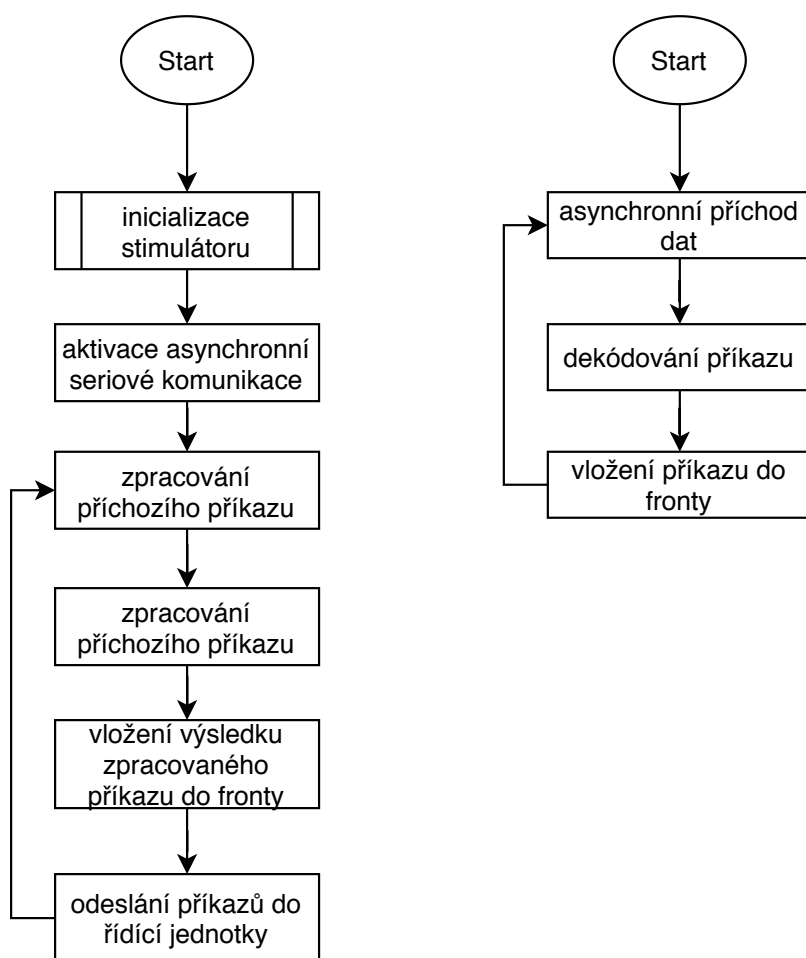 Start
inicializace
stimulátoru
aktivace asynchronní
seriové komunikace
zpracování
příchozího příkazu
zpracování
příchozího příkazu
vložení výsledku
zpracovaného
příkazu do fronty
odeslání příkazů do
řídící jednotky
Start
asynchronní příchod
dat
dekódování příkazu
vložení příkazu do
fronty